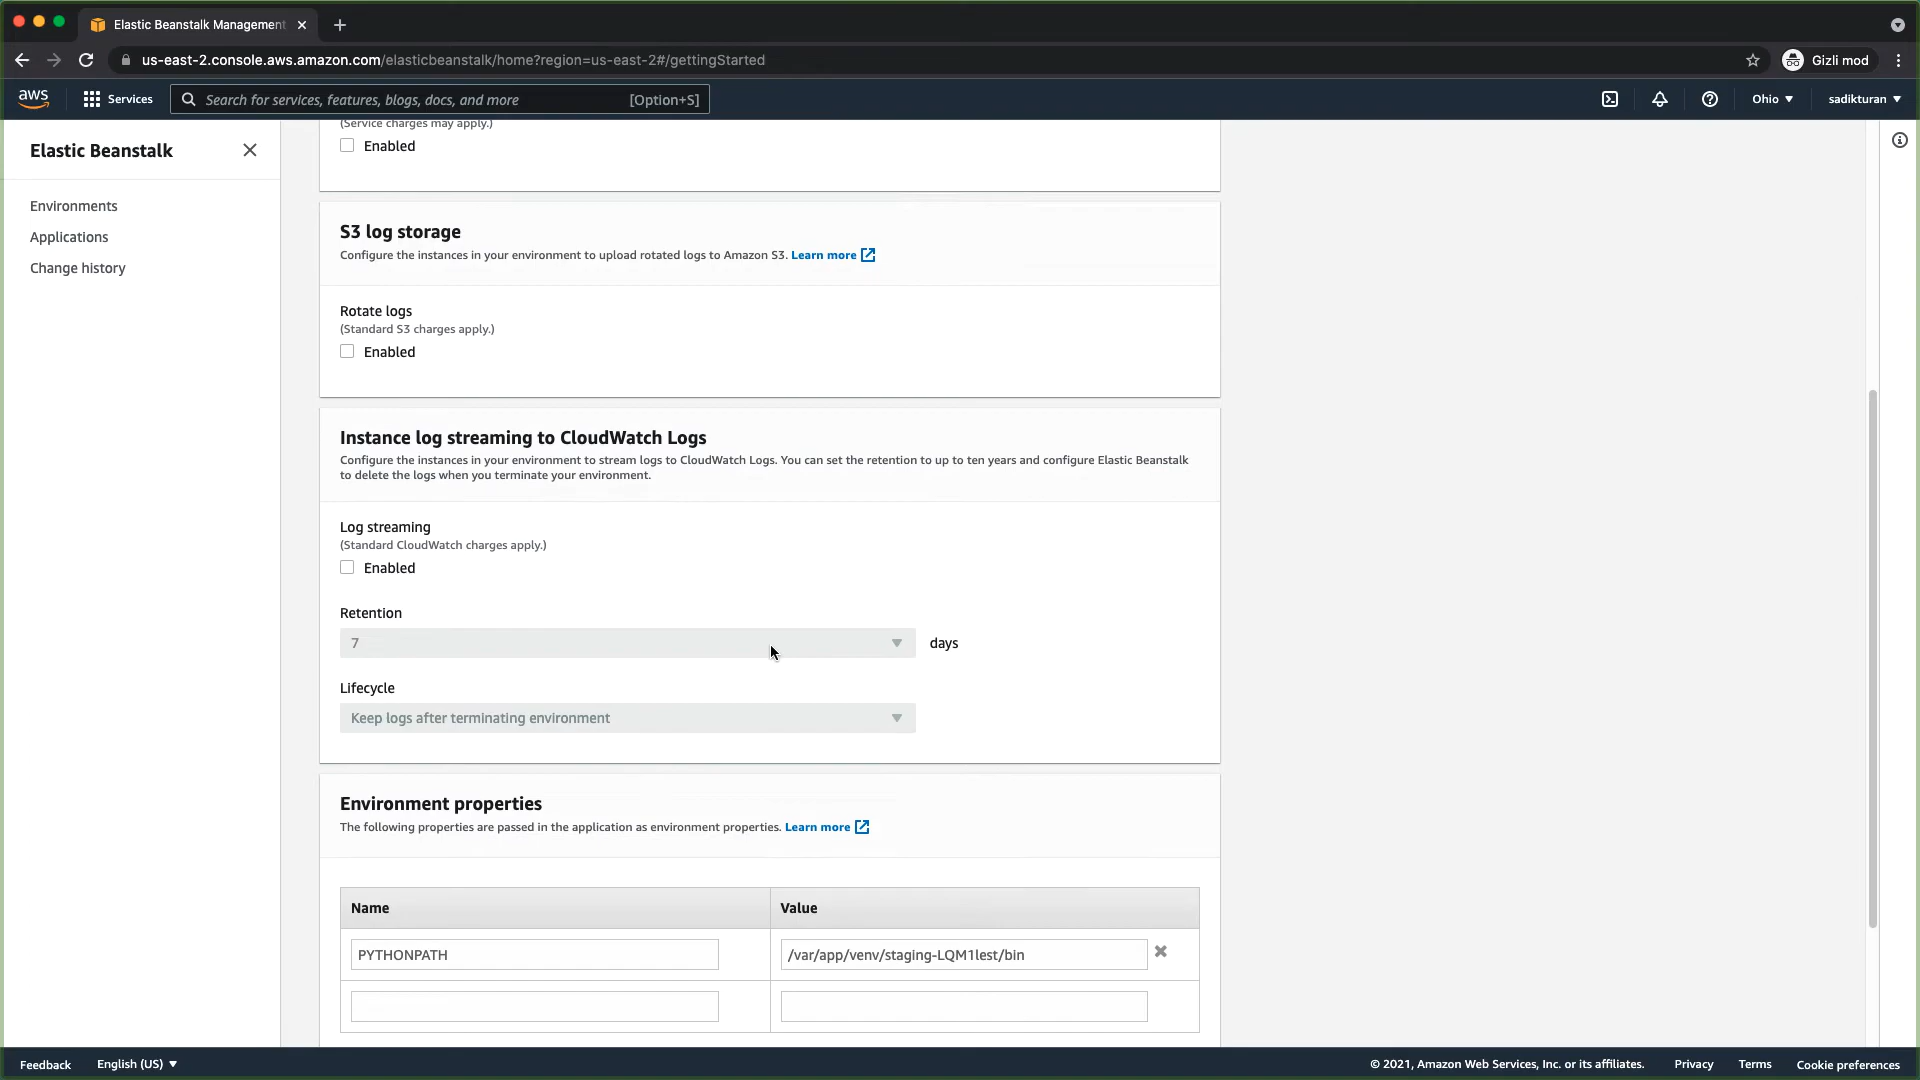 Elastic Beanstalk Management
us-east-2.console.aws.amazon.com/elasticbeanstalk/home?region=us-east-2#/gettingStarted
Gizli mod
aws
Services
Search for services, features, blogs, docs, and more
[Option+S]
Ohio
sadikturan
Elastic Beanstalk
Environments
Applications
Change history
(Service charges may apply.)
Enabled
S3 log storage
Configure the instances in your environment to upload rotated logs to Amazon S3. Learn more
Rotate logs
(Standard S3 charges apply.)
Enabled
Instance log streaming to CloudWatch Logs
Configure the instances in your environment to stream logs to CloudWatch Logs. You can set the retention to up to ten years and configure Elastic Beanstalk
to delete the logs when you terminate your environment.
Log streaming
(Standard CloudWatch charges apply.)
Enabled
Retention
7
days
Lifecycle
Keep logs after terminating environment
Environment properties
The following properties are passed in the application as environment properties. Learn more
Name
Value
PYTHONPATH
/var/app/venv/staging-LQM1lest/bin
Feedback
English (US)
© 2021, Amazon Web Services, Inc. or its affiliates.
Privacy
Terms
Cookie preferences